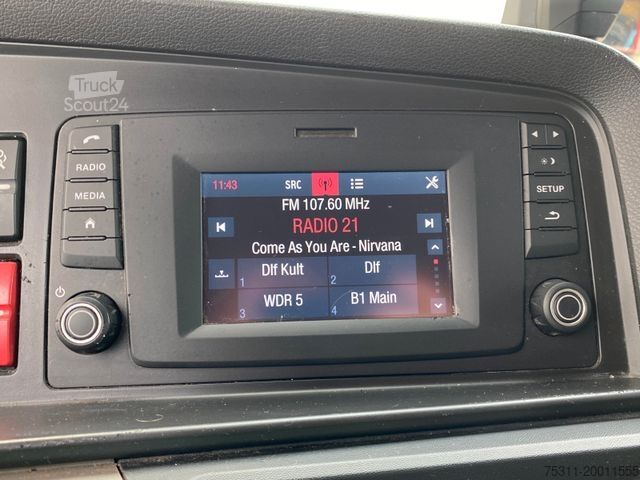 Truck
Scout24
RADIO
MEDIA
SETUP
11:43 SRC
FM 107.60 MHz
RADIO 21
Come As You Are - Nirvana
1 Dlf Kult
2 Dlf
3 WDR 5
4 B1 Main
75311-20011555